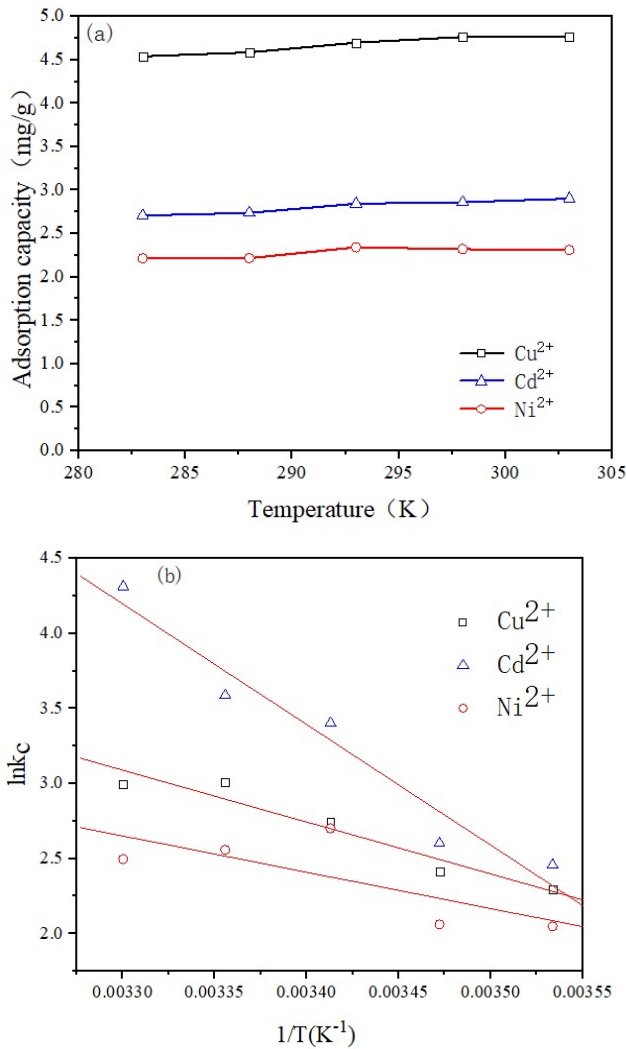 (a)
5.0
4.5
4.0
3.5
3.0
2.5
2.0
1.5
1.0
0.5
0.0
Adsorption capacity（mg/g）
Cu²⁺
Cd²⁺
Ni²⁺
280 285 290 295 300 305
Temperature（K）
(b)
4.5
4.0
3.5
3.0
2.5
2.0
lnkc
Cu²⁺
Cd²⁺
Ni²⁺
0.00330 0.00335 0.00340 0.00345 0.00350 0.00355
1/T(K⁻¹)